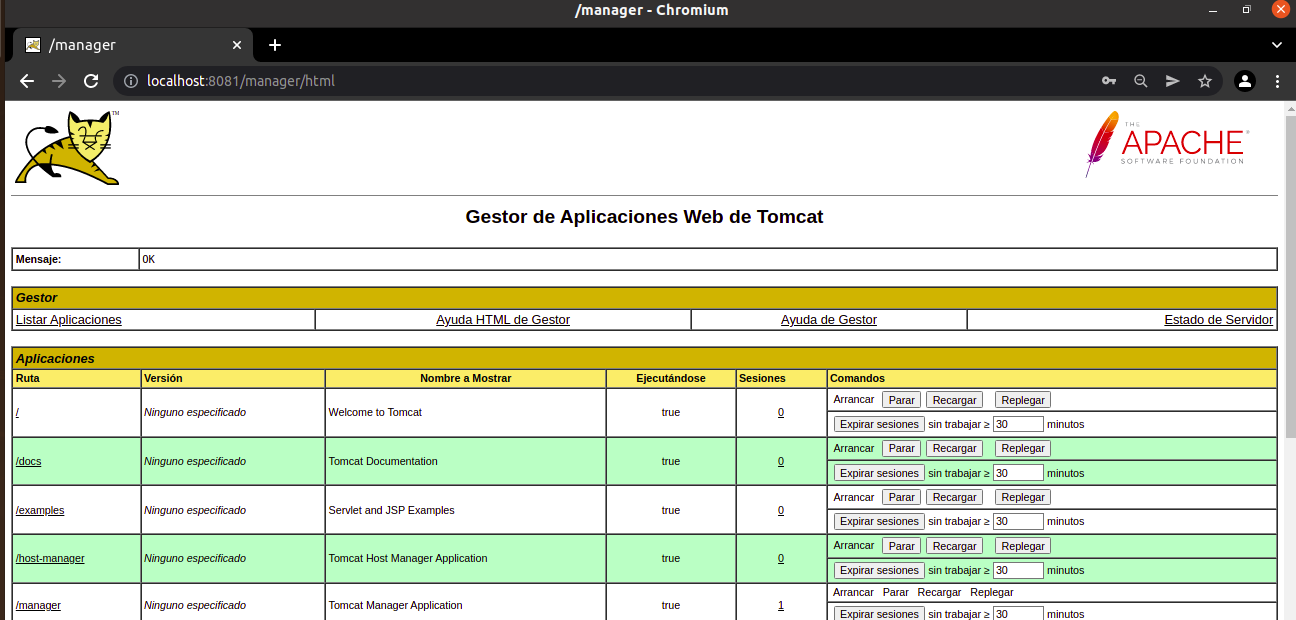 /manager - Chromium
/manager
localhost:8081/manager/html
TM
THE
APACHE®
SOFTWARE FOUNDATION
Gestor de Aplicaciones Web de Tomcat
Mensaje: OK
Gestor
Listar Aplicaciones Ayuda HTML de Gestor Ayuda de Gestor Estado de Servidor
Aplicaciones
Ruta Versión Nombre a Mostrar Ejecutándose Sesiones Comandos
/ Ninguno especificado Welcome to Tomcat true 0 Arrancar Parar Recargar Replegar
Expirar sesiones sin trabajar ≥ 30 minutos
/docs Ninguno especificado Tomcat Documentation true 0 Arrancar Parar Recargar Replegar
Expirar sesiones sin trabajar ≥ 30 minutos
/examples Ninguno especificado Servlet and JSP Examples true 0 Arrancar Parar Recargar Replegar
Expirar sesiones sin trabajar ≥ 30 minutos
/host-manager Ninguno especificado Tomcat Host Manager Application true 0 Arrancar Parar Recargar Replegar
Expirar sesiones sin trabajar ≥ 30 minutos
/manager Ninguno especificado Tomcat Manager Application true 1 Arrancar Parar Recargar Replegar
Expirar sesiones sin trabajar ≥ 30 minutos